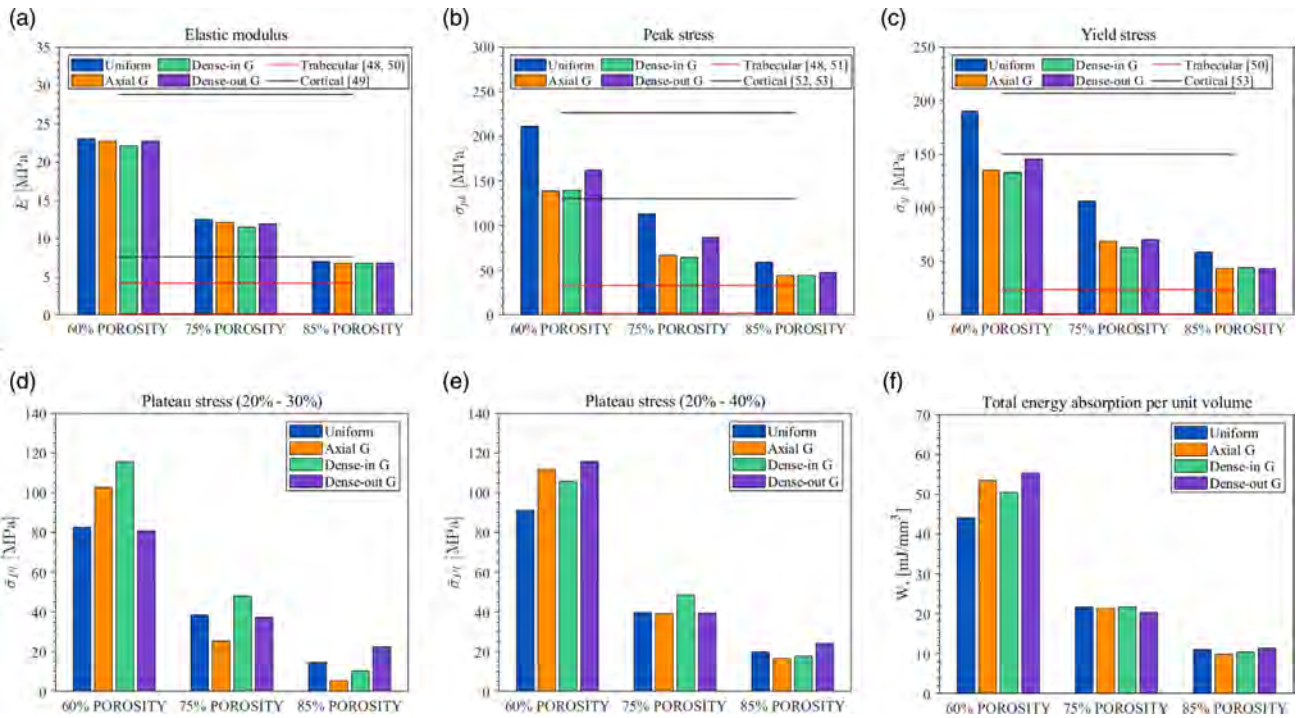 (a)
Elastic modulus
35
30
25
20
15
10
5
0
E [MPa]
Uniform
Axial G
Dense-in G
Dense-out G
Trabecular [48, 50]
Cortical [49]
60% POROSITY 75% POROSITY 85% POROSITY
(b)
Peak stress
300
250
200
150
100
50
0
σpk [MPa]
Uniform
Axial G
Dense-in G
Dense-out G
Trabecular [48, 51]
Cortical [52, 53]
60% POROSITY 75% POROSITY 85% POROSITY
(c)
Yield stress
250
200
150
100
50
0
σy [MPa]
Uniform
Axial G
Dense-in G
Dense-out G
Trabecular [50]
Cortical [53]
60% POROSITY 75% POROSITY 85% POROSITY
(d)
Plateau stress (20% - 30%)
140
120
100
80
60
40
20
0
[MPa]
Uniform
Axial G
Dense-in G
Dense-out G
60% POROSITY 75% POROSITY 85% POROSITY
(e)
Plateau stress (20% - 40%)
140
120
100
80
60
40
20
0
[MPa]
Uniform
Axial G
Dense-in G
Dense-out G
60% POROSITY 75% POROSITY 85% POROSITY
(f)
Total energy absorption per unit volume
70
60
50
40
30
20
10
0
[mJ/mm³]
Uniform
Axial G
Dense-in G
Dense-out G
60% POROSITY 75% POROSITY 85% POROSITY